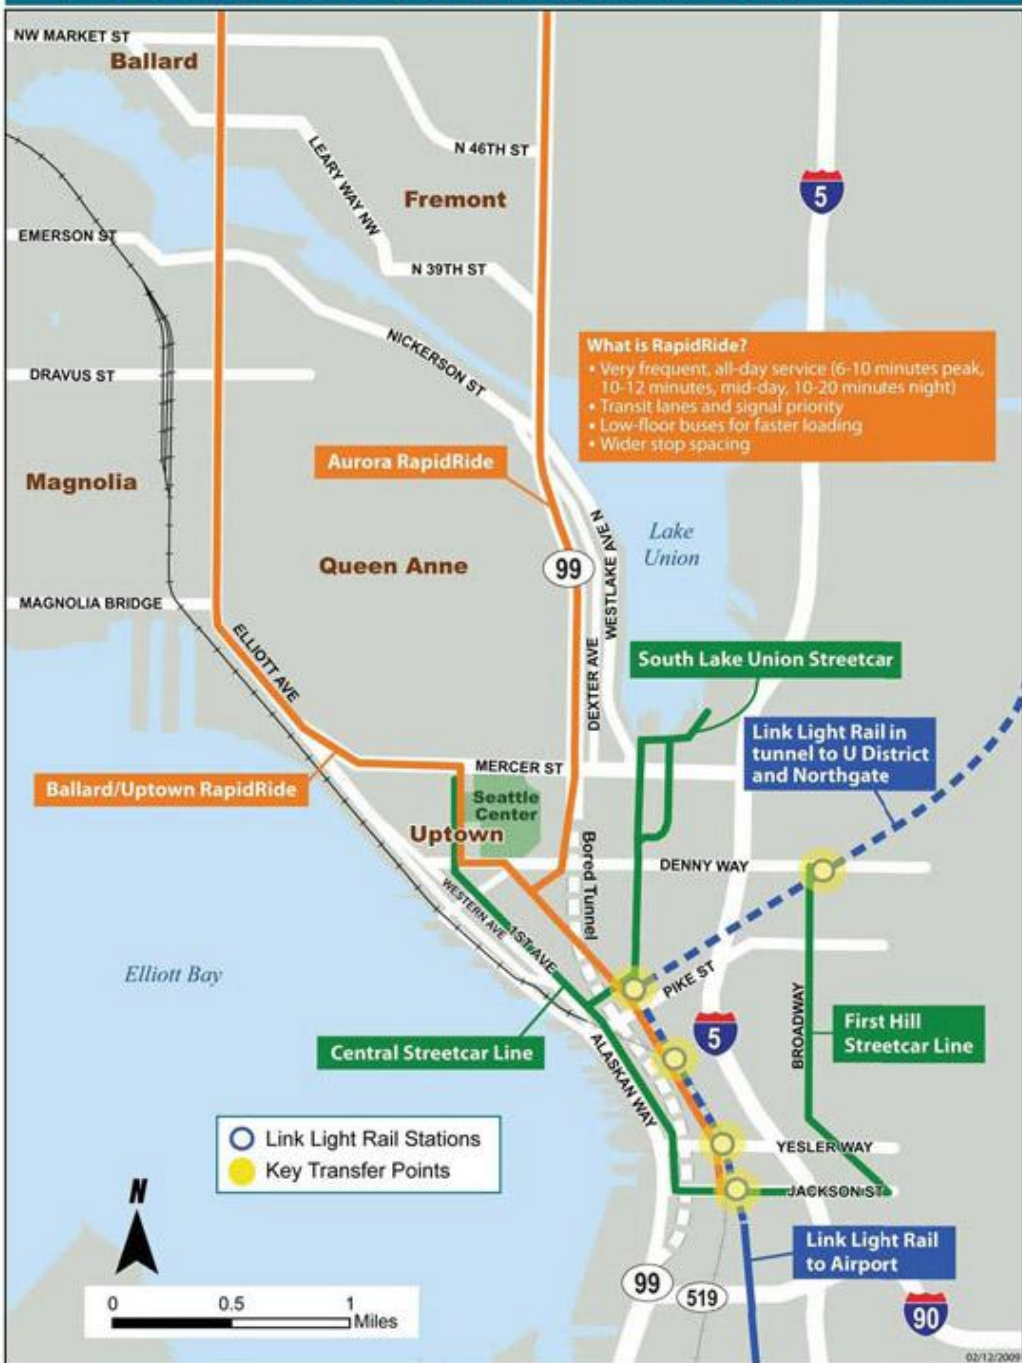 NW MARKET ST
Ballard
N 46TH ST
LEARY WAY NW
5
Fremont
EMERSON ST
N 39TH ST
NICKERSON ST
What is RapidRide?
• Very frequent, all-day service (6-10 minutes peak,
10-12 minutes, mid-day, 10-20 minutes night)
• Transit lanes and signal priority
• Low-floor buses for faster loading
• Wider stop spacing
DRAVUS ST
Aurora RapidRide
Magnolia
WESTLAKE AVE N
Lake
Union
Queen Anne
99
MAGNOLIA BRIDGE
ELLIOTT AVE
DEXTER AVE
South Lake Union Streetcar
Link Light Rail in
tunnel to U District
and Northgate
MERCER ST
Ballard/Uptown RapidRide
Seattle
Center
Uptown
Bored Tunnel
DENNY WAY
WESTERN AVE
1ST AVE
Elliott Bay
PIKE ST
BROADWAY
First Hill
Streetcar Line
5
Central Streetcar Line
ALASKAN WAY
Link Light Rail Stations
Key Transfer Points
YESLER WAY
JACKSON ST
N
Link Light Rail
to Airport
99
519
90
0 0.5 1
Miles
02/12/2009